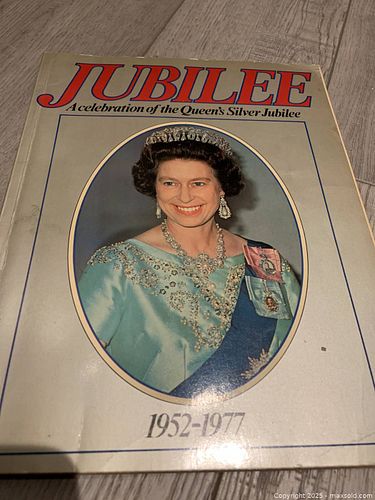 JUBILEE
A celebration of the Queen's Silver Jubilee
1952-1977
Copyright 2025 - maxsold.com